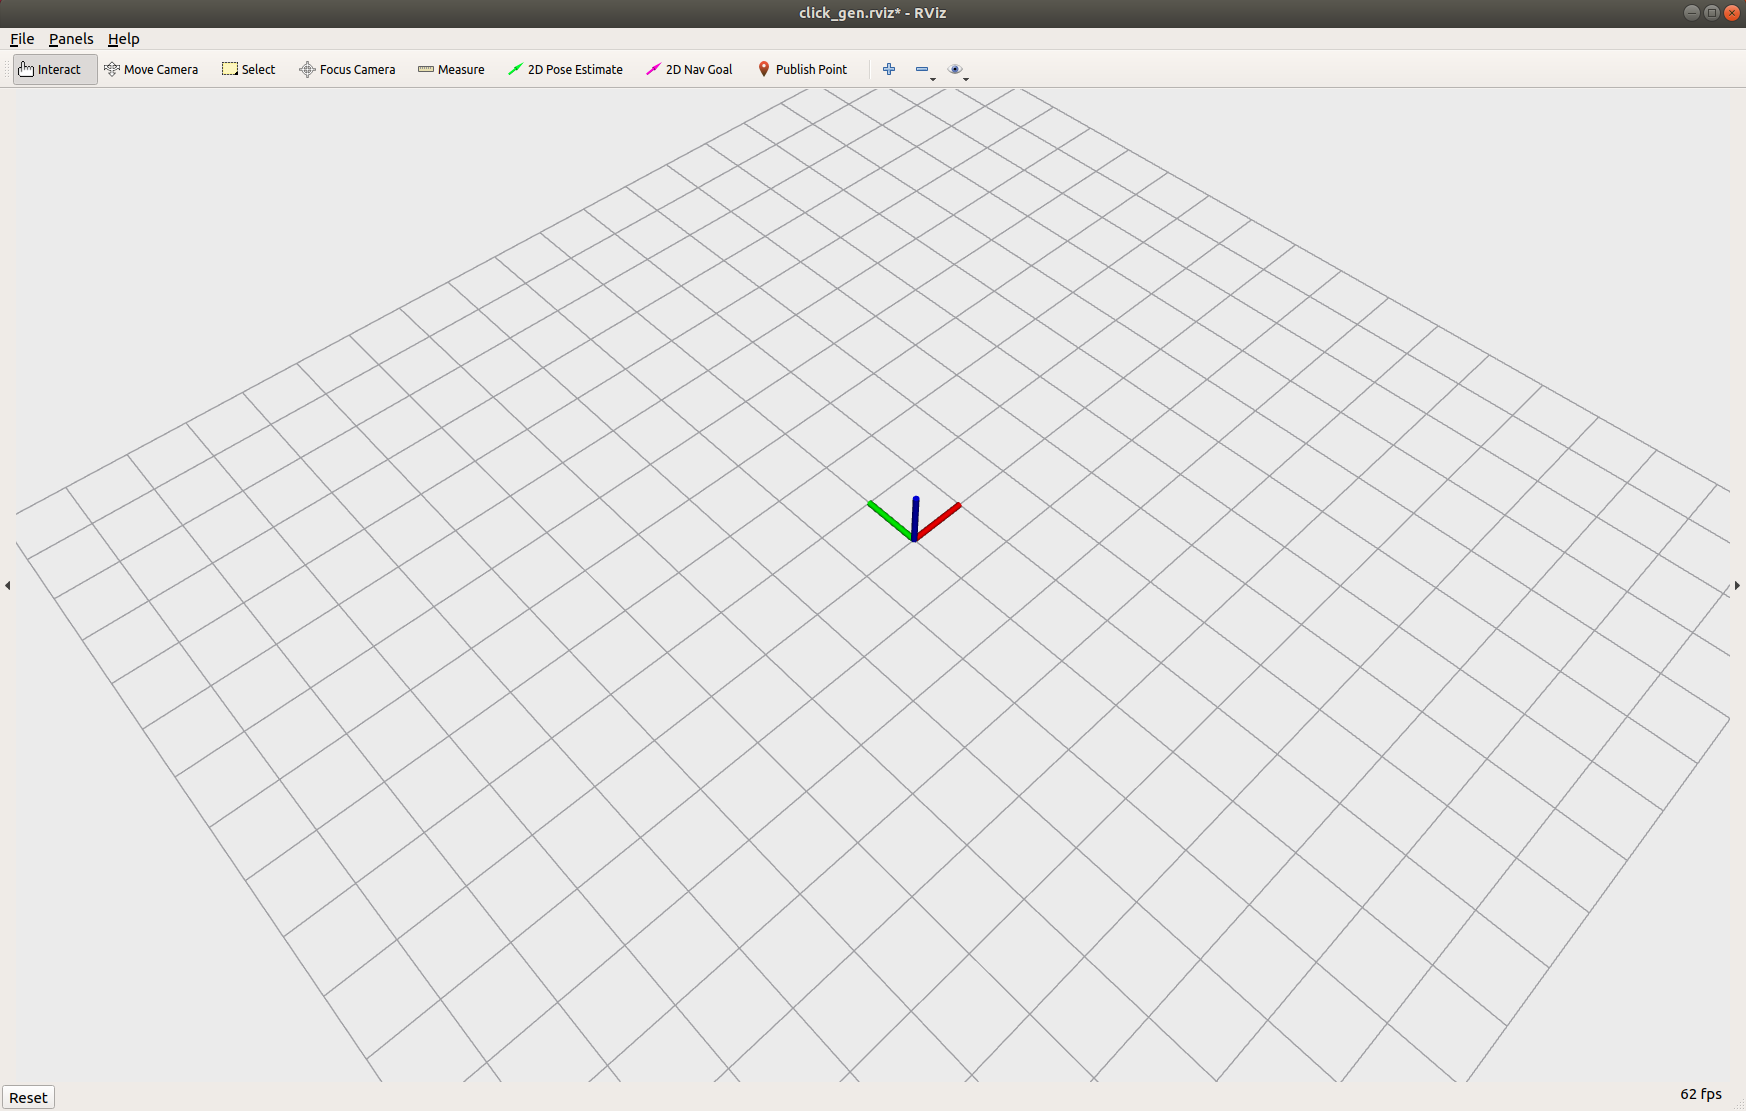 click_gen.rviz* - RViz
File Panels Help
Interact Move Camera Select Focus Camera Measure 2D Pose Estimate 2D Nav Goal Publish Point
Reset
62 fps